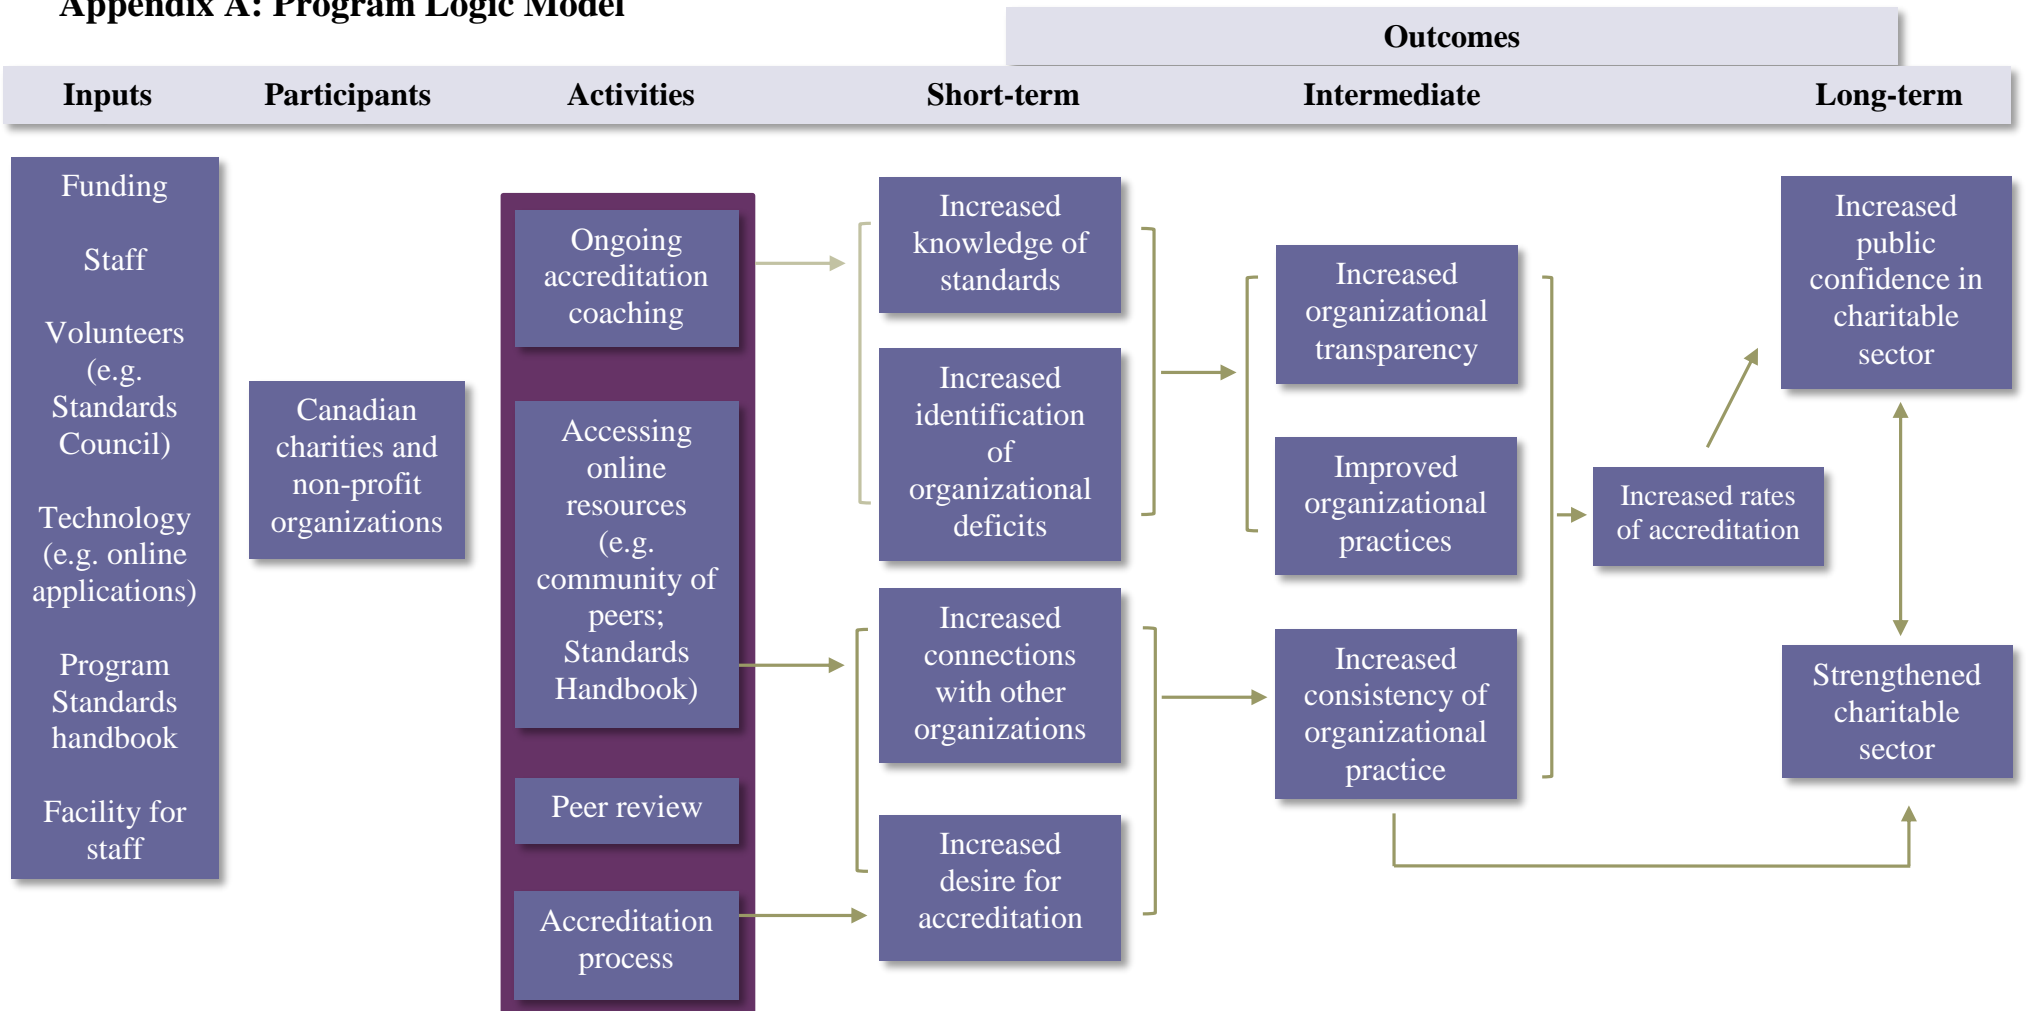 Appendix A: Program Logic Model
Outcomes
Inputs
Participants
Activities
Short-term
Intermediate
Long-term
Funding
Staff
Volunteers
(e.g.
Standards
Council)
Technology
(e.g. online
applications)
Program
Standards
handbook
Facility for
staff
Canadian
charities and
non-profit
organizations
Ongoing
accreditation
coaching
Accessing
online
resources
(e.g.
community of
peers;
Standards
Handbook)
Peer review
Accreditation
process
Increased
knowledge of
standards
Increased
identification
of
organizational
deficits
Increased
connections
with other
organizations
Increased
desire for
accreditation
Increased
organizational
transparency
Improved
organizational
practices
Increased
consistency of
organizational
practice
Increased rates
of accreditation
Increased
public
confidence in
charitable
sector
Strengthened
charitable
sector